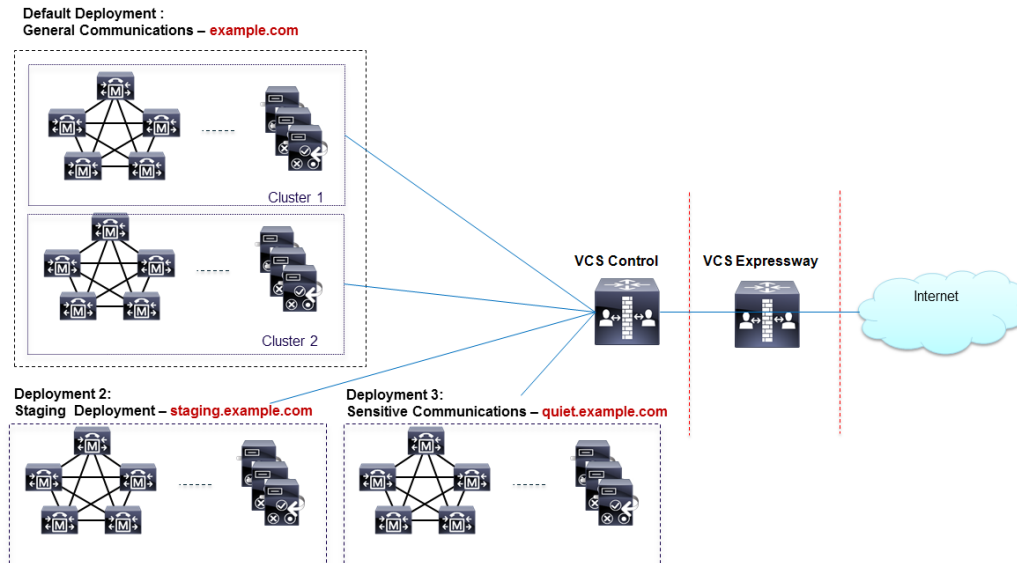 Default Deployment :
General Communications – example.com
M
M
M
M
M
Cluster 1
M
M
M
M
M
Cluster 2
VCS Control
VCS Expressway
Internet
Deployment 2:
Staging Deployment – staging.example.com
M
M
M
M
M
Deployment 3:
Sensitive Communications – quiet.example.com
M
M
M
M
M